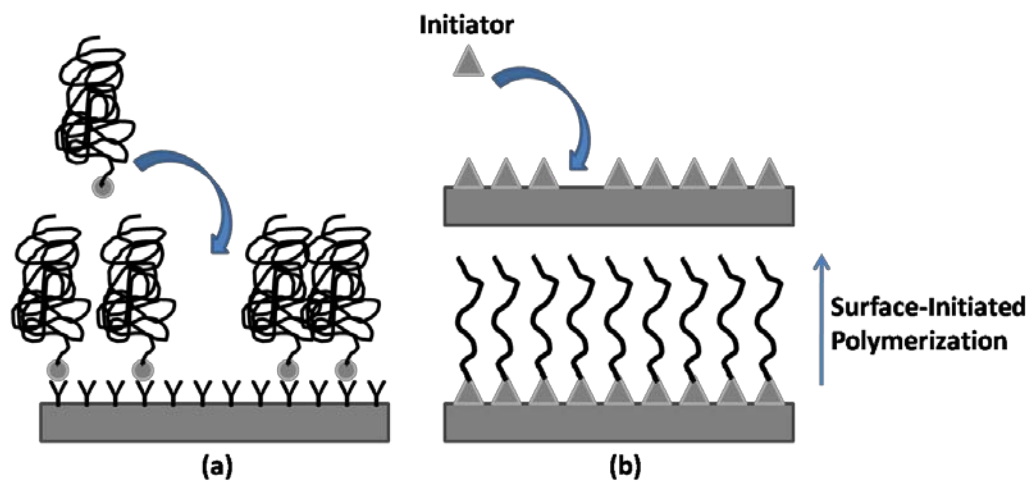 Initiator
Surface-Initiated
Polymerization
(a)
(b)